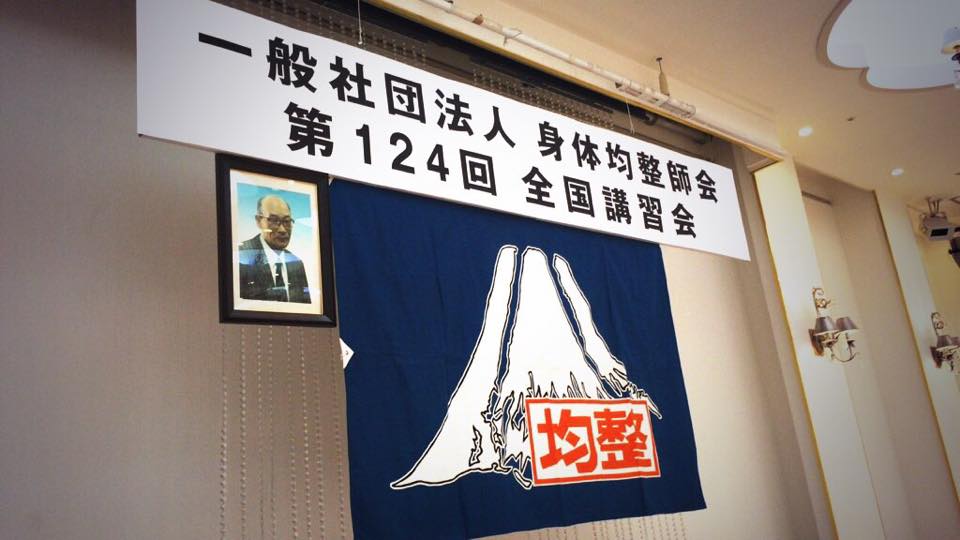 一般社団法人 身体均整師会
第124回 全国講習会
均整